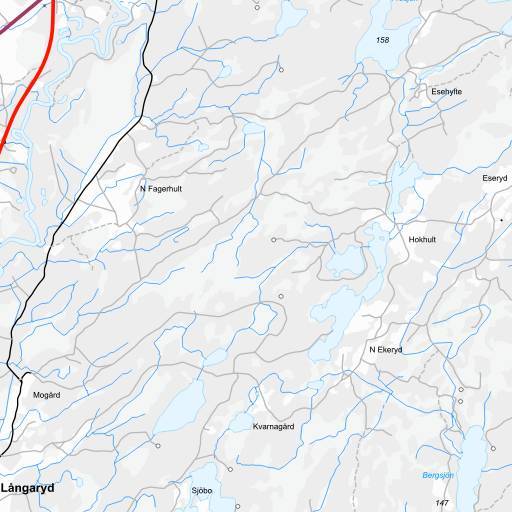 158
Esehylte
Eseryd
N Fagerhult
Hokhult
N Ekeryd
Mogård
Kvarnagård
Bergsjön
Långaryd
Sjöbo
147